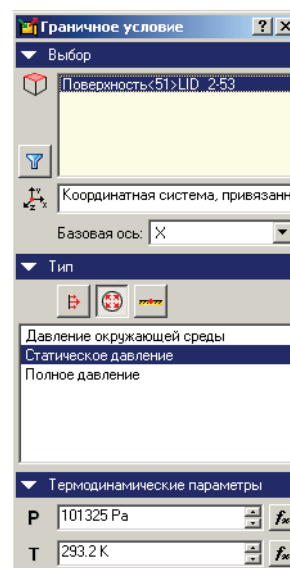 Граничное условие
Выбор
Поверхность<51>LID_2-53
Координатная система, привязанн
Базовая ось: X
Тип
Давление окружающей среды
Статическое давление
Полное давление
Термодинамические параметры
P 101325 Pa
T 293.2 K